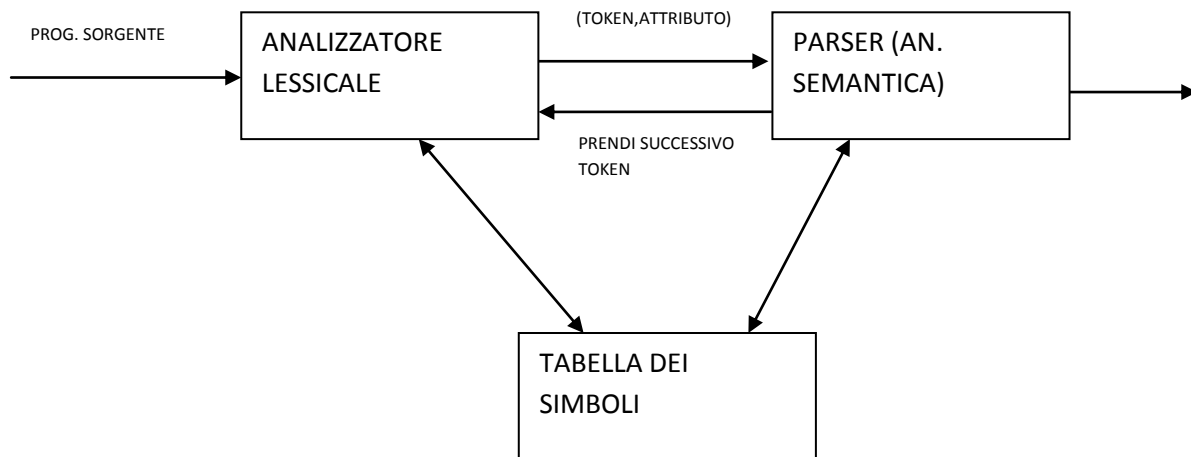 PROG. SORGENTE
ANALIZZATORE
LESSICALE
(TOKEN,ATTRIBUTO)
PRENDI SUCCESSIVO
TOKEN
PARSER (AN.
SEMANTICA)
TABELLA DEI
SIMBOLI